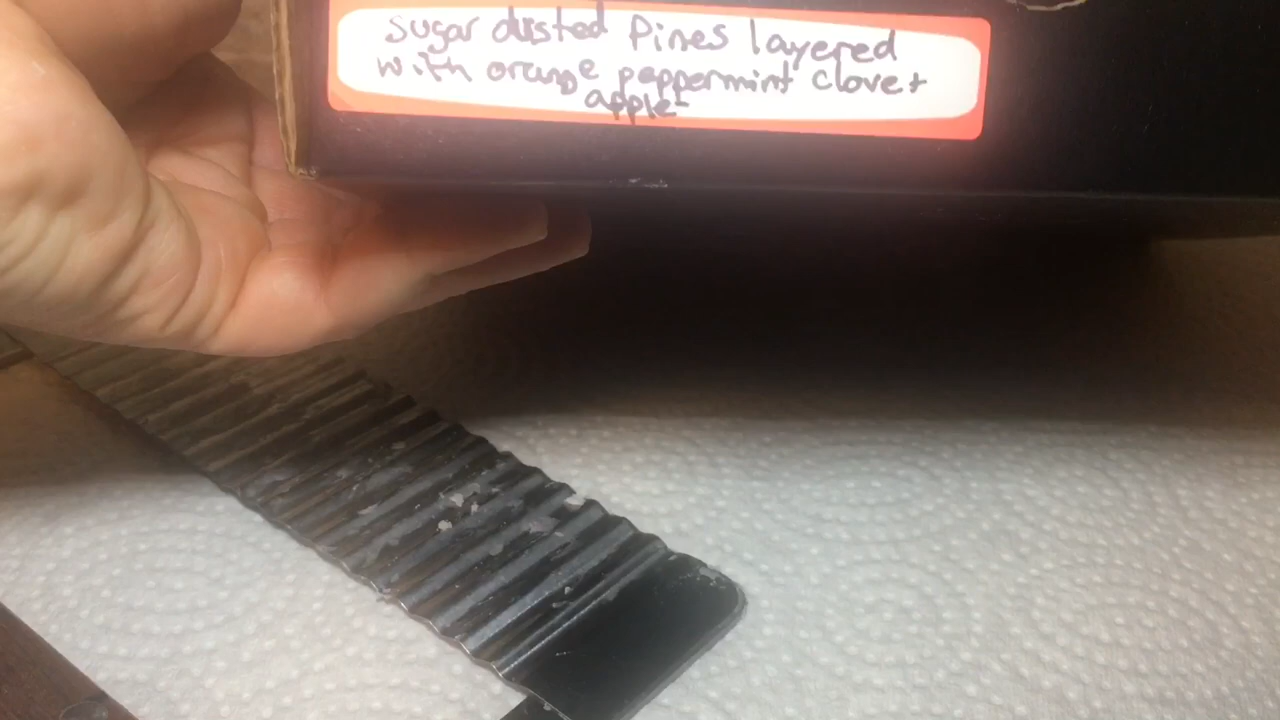 Sugar dusted Pines layered
with orange peppermint clove +
apple